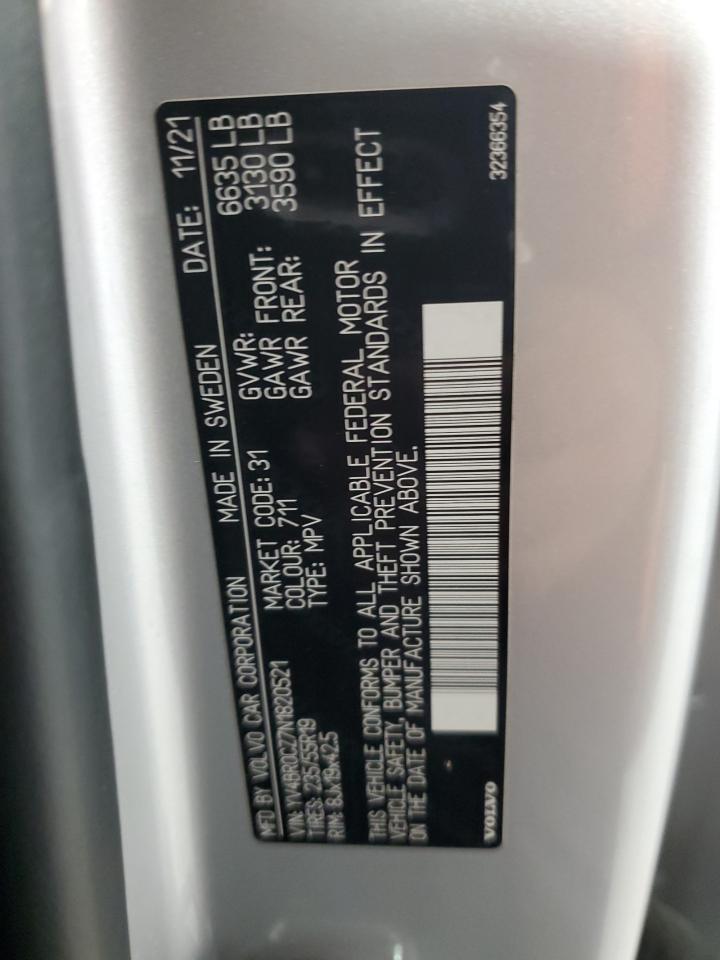 MFD BY VOLVO CAR CORPORATION MADE IN SWEDEN DATE: 11/21
VIN: YV4BR0CZ7N1820521 MARKET CODE: 31 GVWR: 6635 LB
TIRES: 235/55R19 COLOUR: 711 GAWR FRONT: 3130 LB
RIM: 8Jx19x42.5 TYPE: MPV GAWR REAR: 3590 LB
THIS VEHICLE CONFORMS TO ALL APPLICABLE FEDERAL MOTOR
VEHICLE SAFETY, BUMPER AND THEFT PREVENTION STANDARDS IN EFFECT
ON THE DATE OF MANUFACTURE SHOWN ABOVE.
VOLVO 32366354